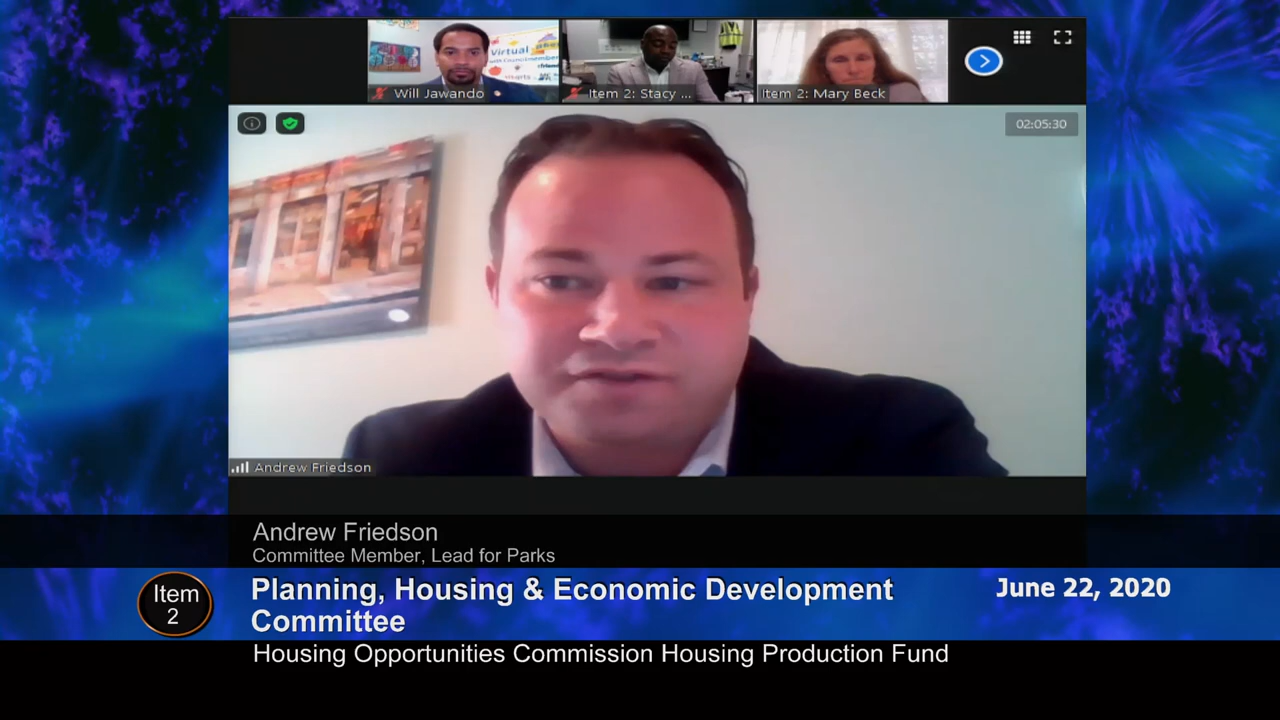 Virtual
Will Jawando
Item 2: Stacy ...
Item 2: Mary Beck
02:05:30
Andrew Friedson
Andrew Friedson
Committee Member, Lead for Parks
Item
2
Planning, Housing & Economic Development
Committee
June 22, 2020
Housing Opportunities Commission Housing Production Fund